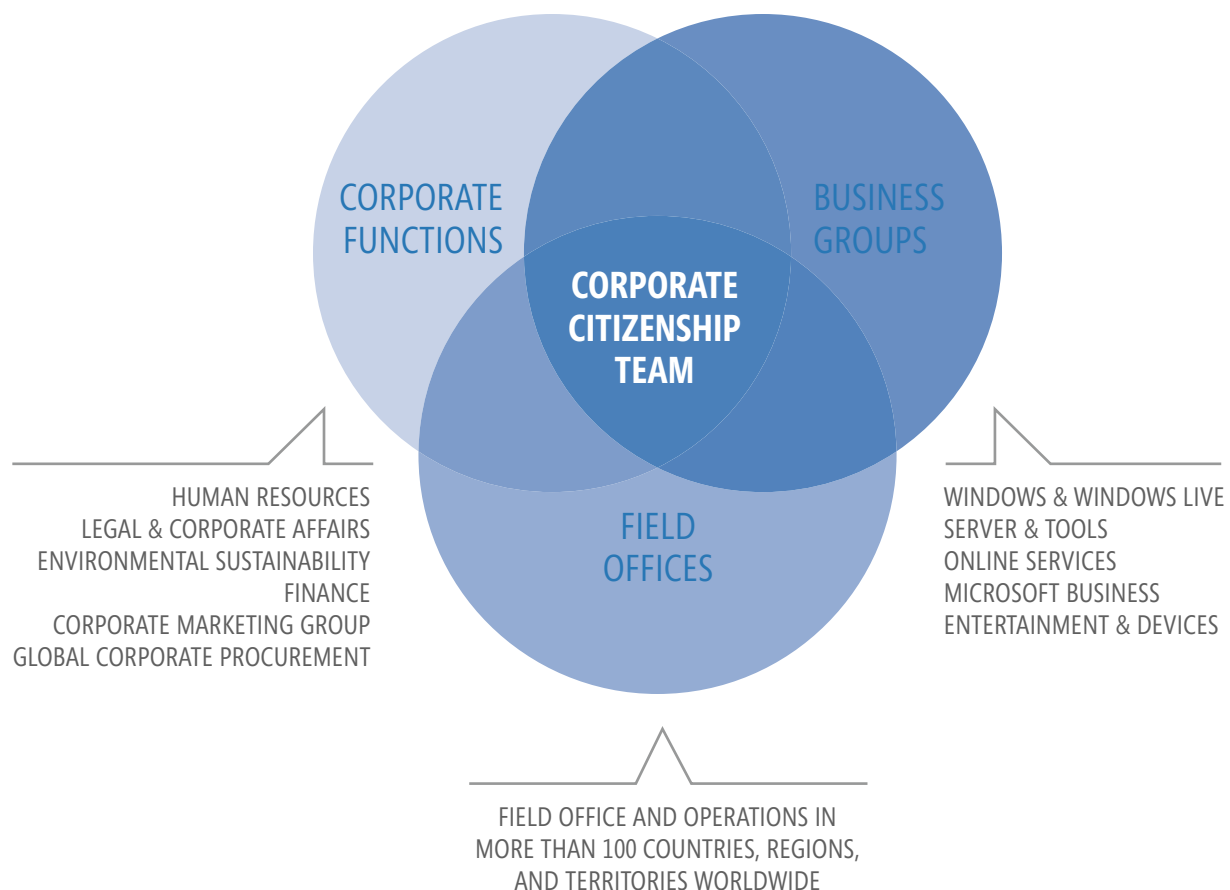 CORPORATE
FUNCTIONS
BUSINESS
GROUPS
CORPORATE
CITIZENSHIP
TEAM
FIELD
OFFICES
HUMAN RESOURCES
LEGAL & CORPORATE AFFAIRS
ENVIRONMENTAL SUSTAINABILITY
FINANCE
CORPORATE MARKETING GROUP
GLOBAL CORPORATE PROCUREMENT
WINDOWS & WINDOWS LIVE
SERVER & TOOLS
ONLINE SERVICES
MICROSOFT BUSINESS
ENTERTAINMENT & DEVICES
FIELD OFFICE AND OPERATIONS IN
MORE THAN 100 COUNTRIES, REGIONS,
AND TERRITORIES WORLDWIDE